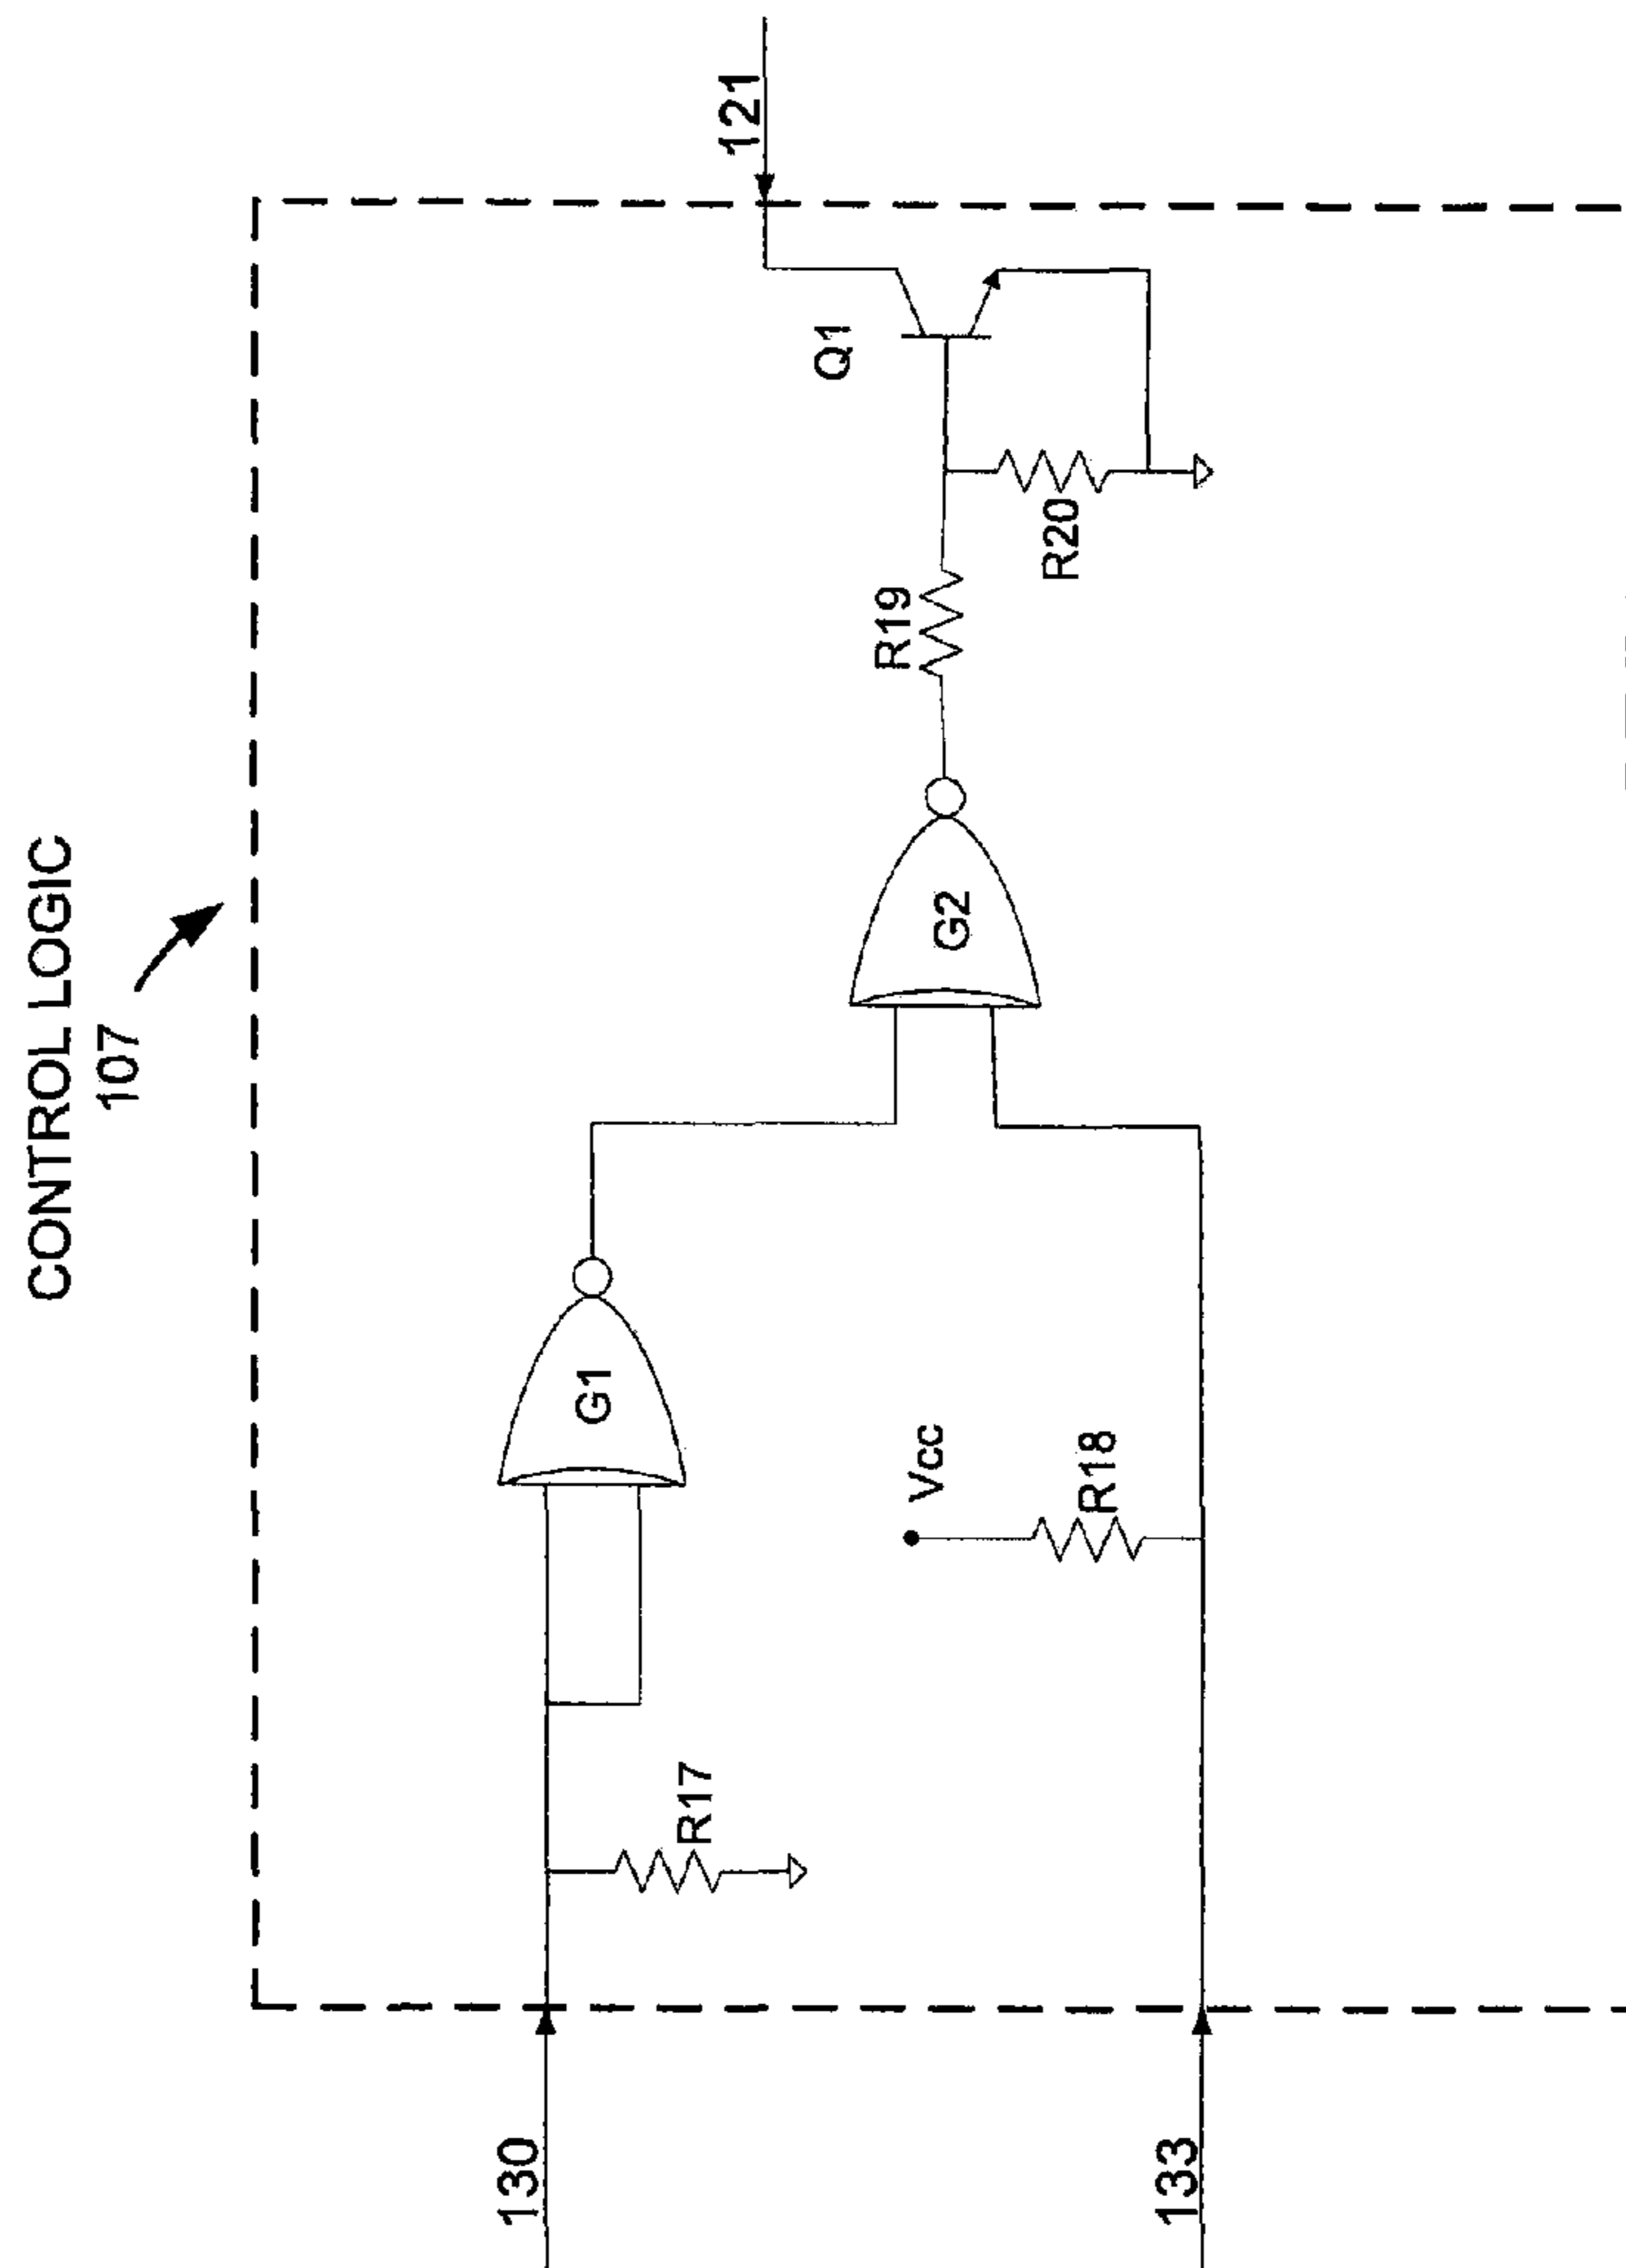 CONTROL LOGIC
107
130
R17
G1
133
Vcc
R18
G2
R19
R20
Q1
121